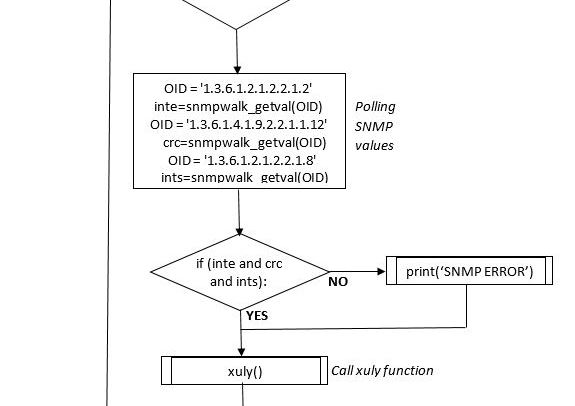 OID = '1.3.6.1.2.1.2.2.1.2'
inte=snmpwalk_getval(OID)
OID = '1.3.6.1.4.1.9.2.2.1.1.12'
crc=snmpwalk_getval(OID)
OID = '1.3.6.1.2.1.2.2.1.8'
ints=snmpwalk_getval(OID)
Polling
SNMP
values
if (inte and crc
and ints):
NO
print('SNMP ERROR’)
YES
xuly()
Call xuly function